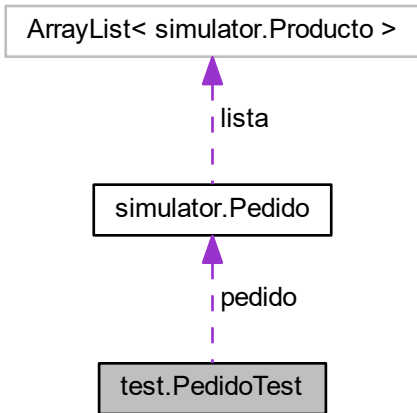 ArrayList< simulator.Producto >
lista
simulator.Pedido
pedido
test.PedidoTest